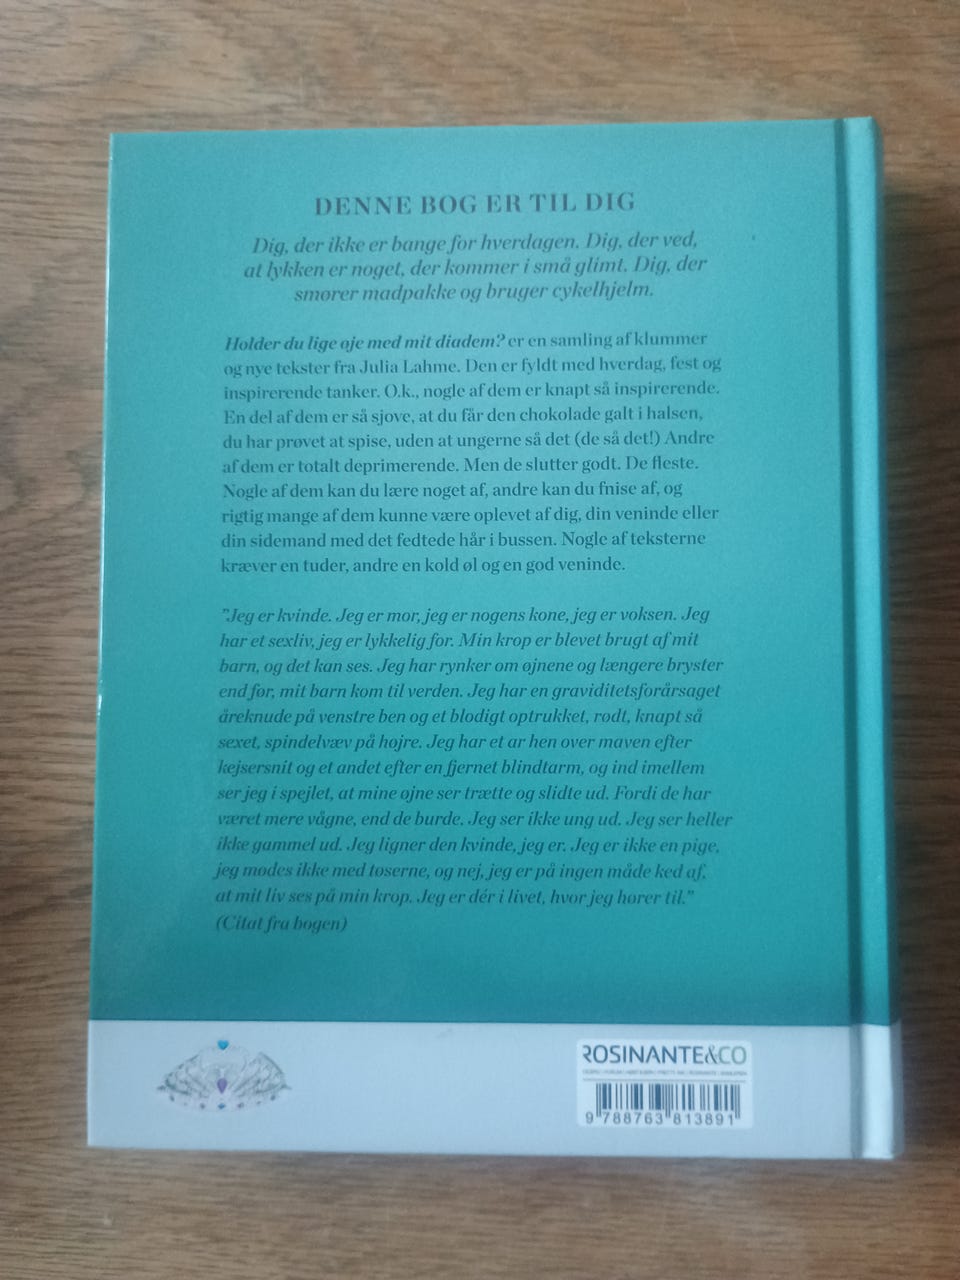 DENNE BOG ER TIL DIG
Dig, der ikke er bange for hverdagen. Dig, der ved,
at lykken er noget, der kommer i små glimt. Dig, der
smører madpakke og bruger cykelhjelm.
Holder du lige øje med mit diadem? er en samling af klummer
og nye tekster fra Julia Lahme. Den er fyldt med hverdag, fest og
inspirerende tanker. O.k., nogle af dem er knapt så inspirerende.
En del af dem er så sjove, at du får den chokolade galt i halsen,
du har prøvet at spise, uden at ungerne så det (de så det!) Andre
af dem er totalt deprimerende. Men de slutter godt. De fleste.
Nogle af dem kan du lære noget af, andre kan du fnise af, og
rigtig mange af dem kunne være oplevet af dig, din veninde eller
din sidemand med det fedtede hår i bussen. Nogle af teksterne
kræver en tuder, andre en kold øl og en god veninde.
"Jeg er kvinde. Jeg er mor, jeg er nogens kone, jeg er voksen. Jeg
har et sexliv, jeg er lykkelig for. Min krop er blevet brugt af mit
barn, og det kan ses. Jeg har rynker om øjnene og længere bryster
end før, mit barn kom til verden. Jeg har en graviditetsforårsaget
åreknude på venstre ben og et blodigt optrukket, rødt, knapt så
sexet, spindelvæv på højre. Jeg har et ar hen over maven efter
kejsersnit og et andet efter en fjernet blindtarm, og ind imellem
ser jeg i spejlet, at mine øjne ser trætte og slidte ud. Fordi de har
været mere vågne, end de burde. Jeg ser ikke ung ud. Jeg ser heller
ikke gammel ud. Jeg ligner den kvinde, jeg er. Jeg er ikke en pige,
jeg mødes ikke med tøserne, og nej, jeg er på ingen måde ked af,
at mit liv ses på min krop. Jeg er dér i livet, hvor jeg hører til."
(Citat fra bogen)
ROSINANTE&CO
9 788763 813891